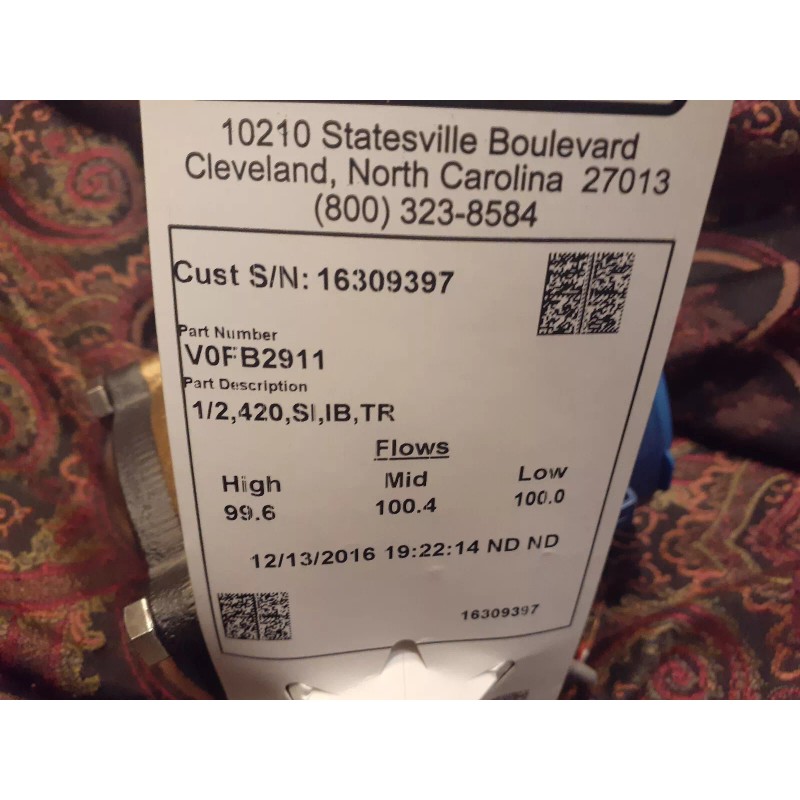 10210 Statesville Boulevard
Cleveland, North Carolina 27013
(800) 323-8584
Cust S/N: 16309397
Part Number
V0FB2911
Part Description
1/2,420,SI,IB,TR
Flows
High Mid Low
99.6 100.4 100.0
12/13/2016 19:22:14 ND ND
16309397